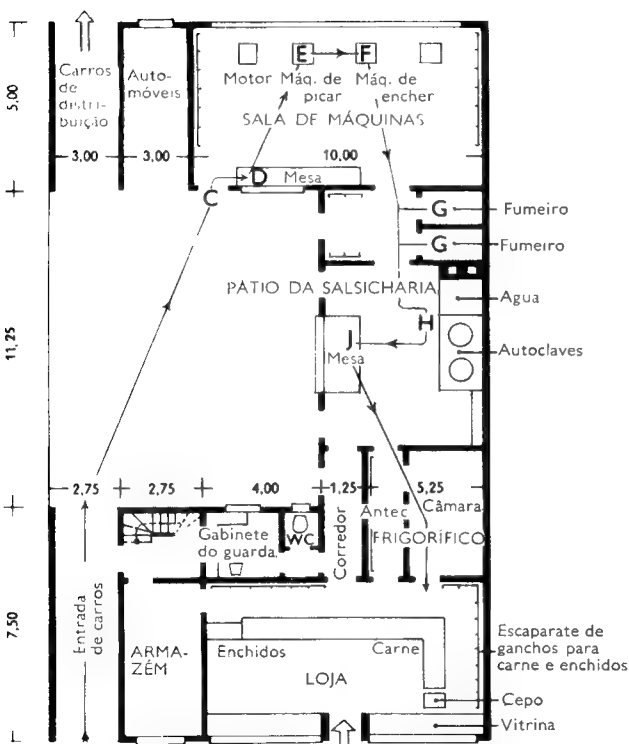 5,00
11,25
7,50
Carros
de
distri-
buição
Auto-
móveis
E
F
Motor
Máq. de
picar
Máq. de
encher
SALA DE MÁQUINAS
3,00
3,00
10,00
D
Mesa
C
G
Fumeiro
G
Fumeiro
PÁTIO DA SALSICHARIA
Agua
H
J
Mesa
Autoclaves
2,75
2,75
4,00
1,25
5,25
Antec
Câmara
FRIGORÍFICO
Corredor
WC
Gabinete
do guarda
Entrada
de carros
ARMA-
ZÉM
Enchidos
Carne
LOJA
Escaparate de
ganchos para
carne e enchidos
Cepo
Vitrina